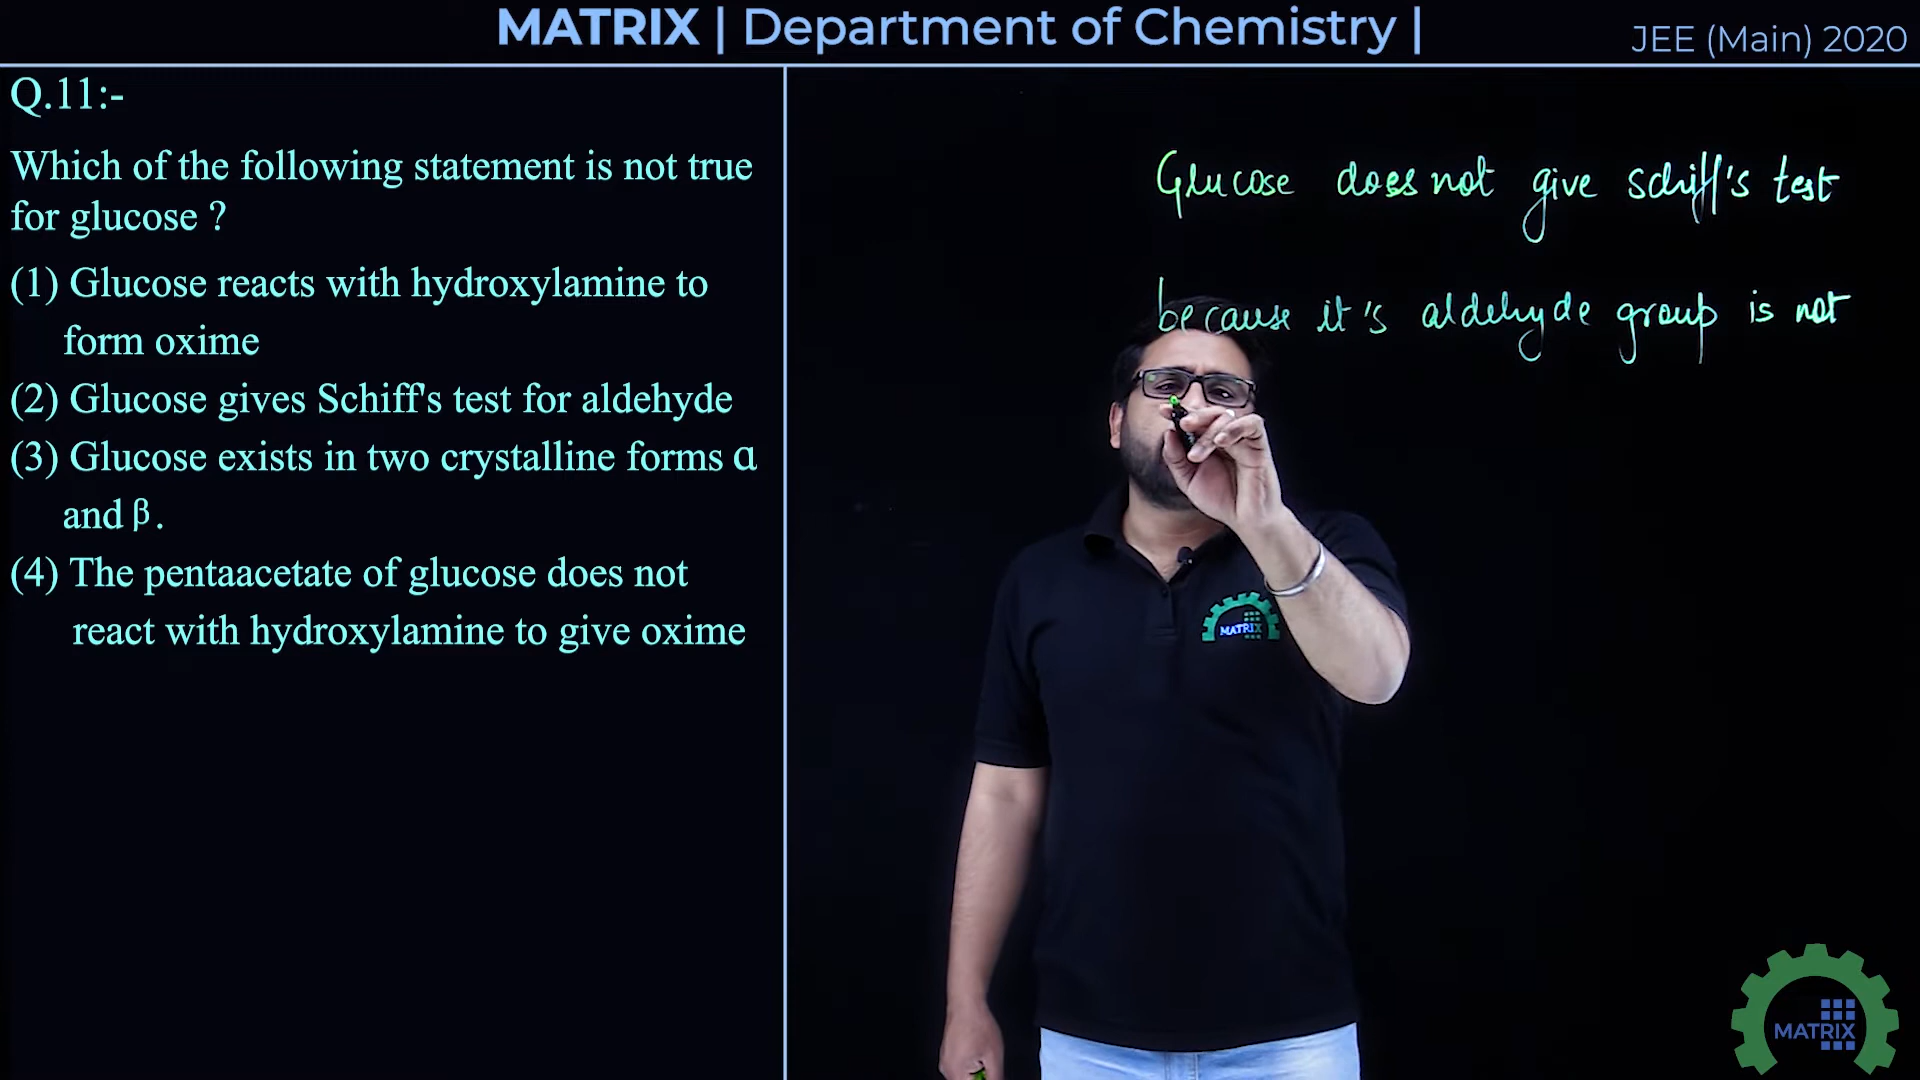 MATRIX | Department of Chemistry |
JEE (Main) 2020
Q.11:-
Which of the following statement is not true
for glucose ?
(1) Glucose reacts with hydroxylamine to
form oxime
(2) Glucose gives Schiff's test for aldehyde
(3) Glucose exists in two crystalline forms α
and β.
(4) The pentaacetate of glucose does not
react with hydroxylamine to give oxime
Glucose does not give schiff's test
because it's aldehyde group is not
MATRIX
MATRIX